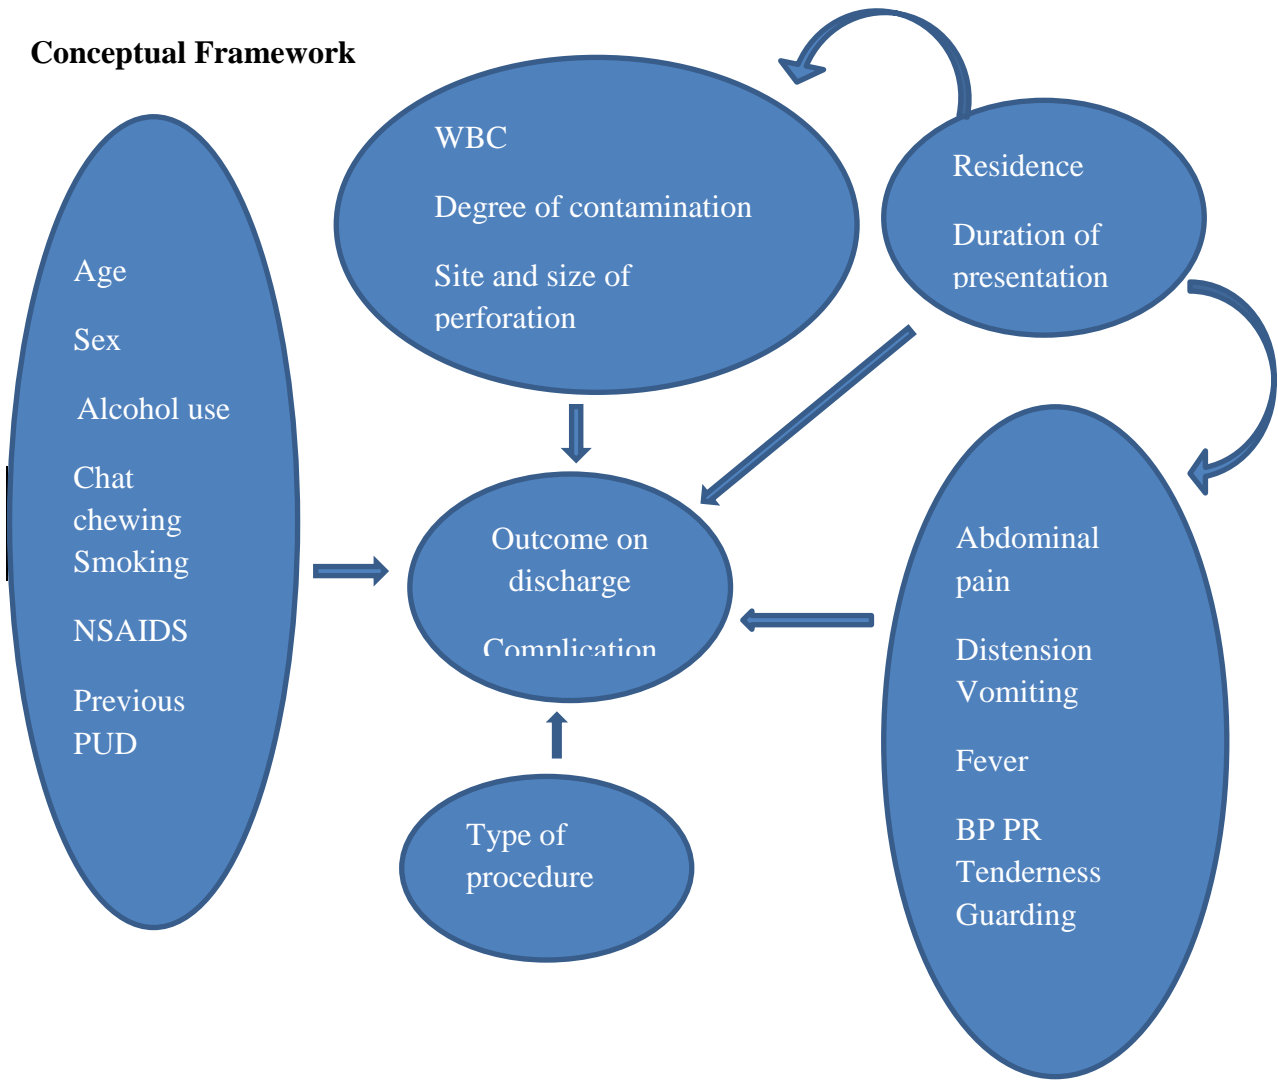 Conceptual Framework
Age
Sex
Alcohol use
Chat
chewing
Smoking
NSAIDS
Previous
PUD
WBC
Degree of contamination
Site and size of
perforation
Residence
Duration of
presentation
Outcome on
discharge
Complication
Type of
procedure
Abdominal
pain
Distension
Vomiting
Fever
BP PR
Tenderness
Guarding